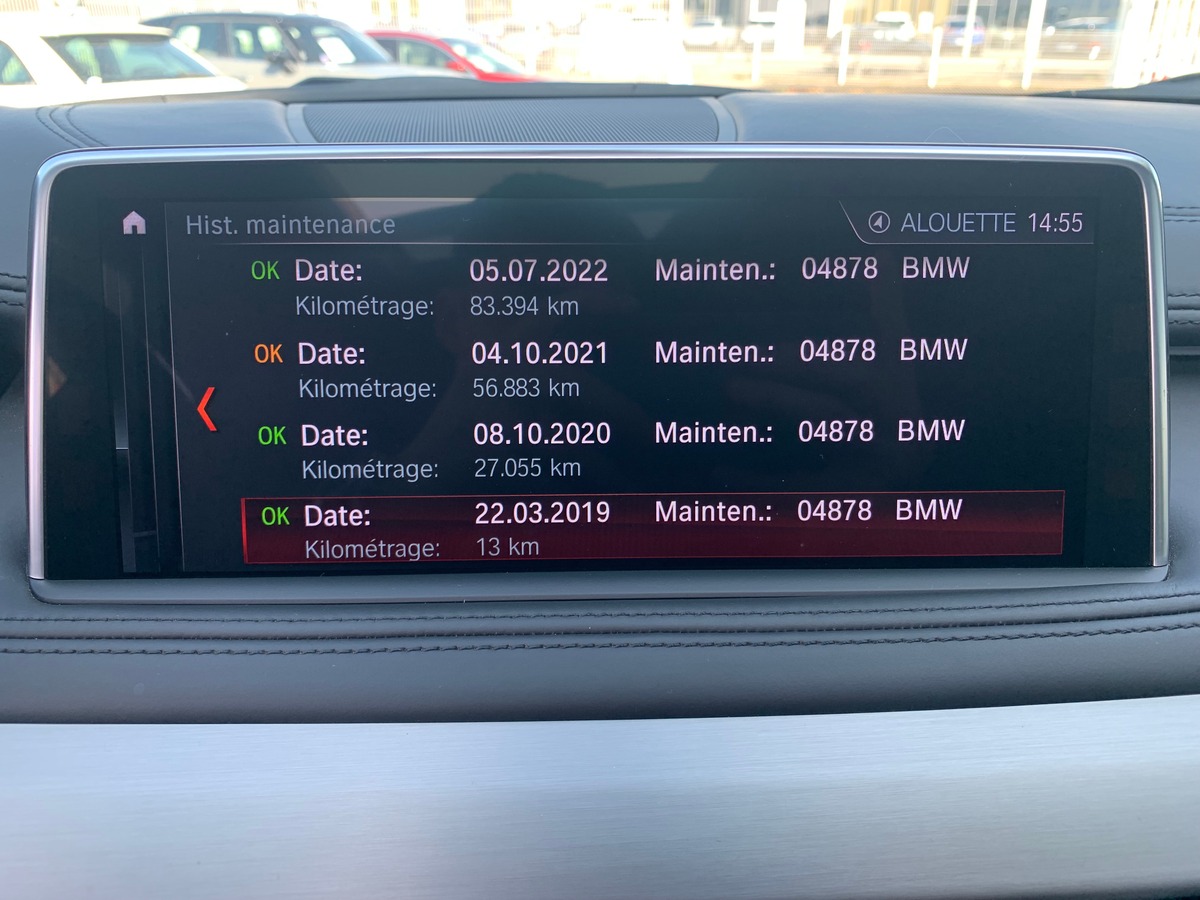 Hist. maintenance ALOUETTE 14:55
OK Date: 05.07.2022 Mainten.: 04878 BMW
Kilométrage: 83.394 km
OK Date: 04.10.2021 Mainten.: 04878 BMW
Kilométrage: 56.883 km
OK Date: 08.10.2020 Mainten.: 04878 BMW
Kilométrage: 27.055 km
OK Date: 22.03.2019 Mainten.: 04878 BMW
Kilométrage: 13 km